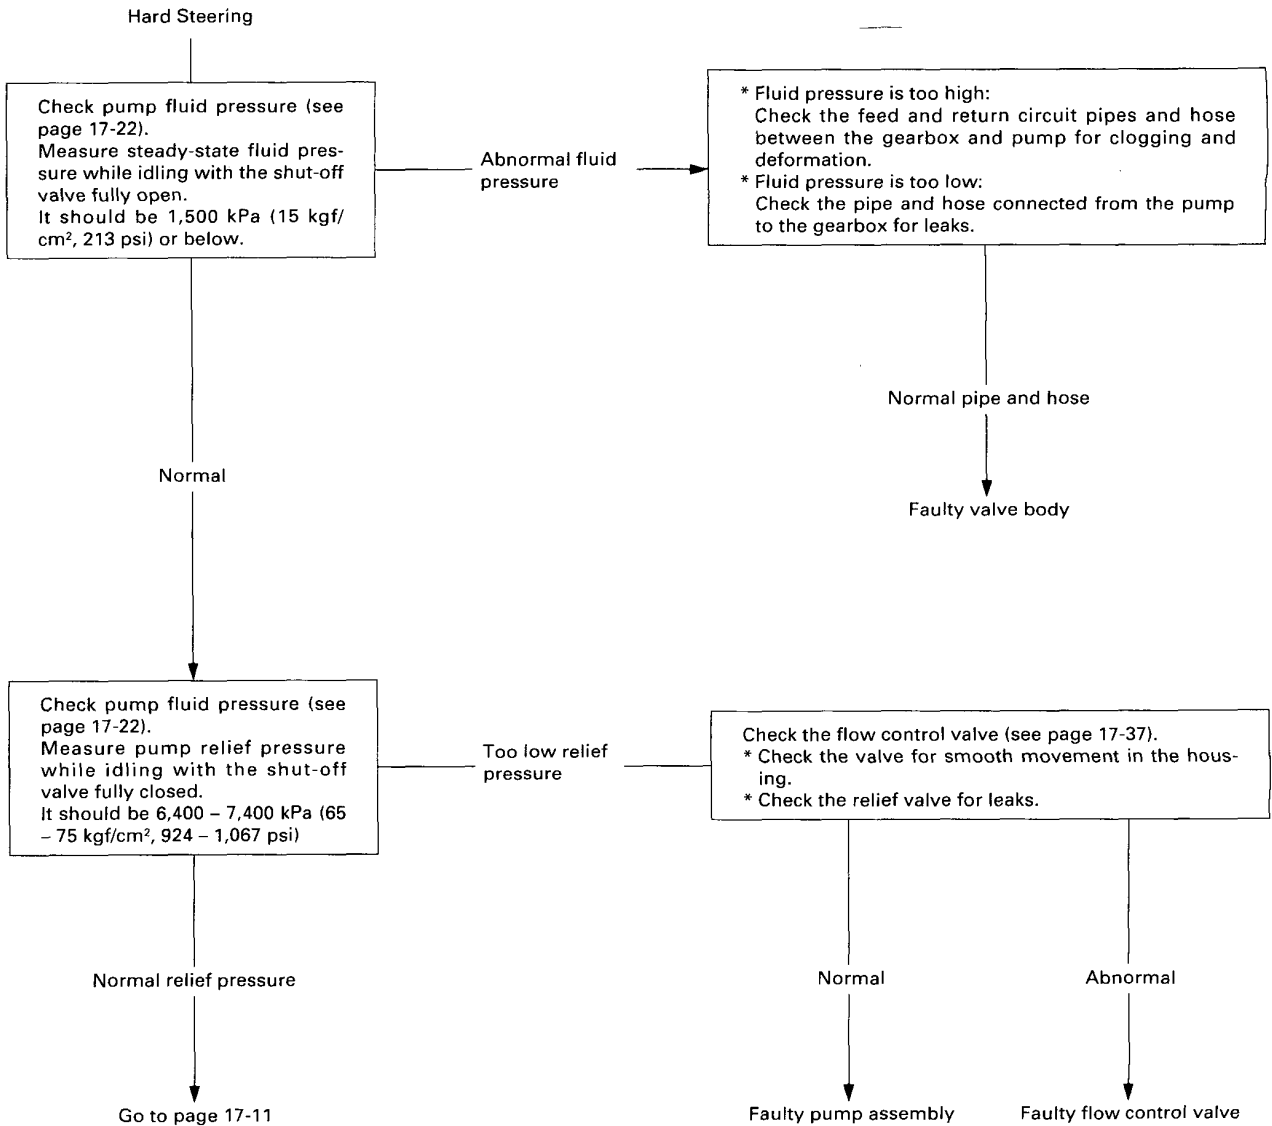 Hard Steering
Check pump fluid pressure (see
page 17-22).
Measure steady-state fluid pres-
sure while idling with the shut-off
valve fully open.
It should be 1,500 kPa (15 kgf/
cm², 213 psi) or below.
Abnormal fluid
pressure
* Fluid pressure is too high:
Check the feed and return circuit pipes and hose
between the gearbox and pump for clogging and
deformation.
* Fluid pressure is too low:
Check the pipe and hose connected from the pump
to the gearbox for leaks.
Normal pipe and hose
Faulty valve body
Normal
Check pump fluid pressure (see
page 17-22).
Measure pump relief pressure
while idling with the shut-off
valve fully closed.
It should be 6,400 – 7,400 kPa (65
– 75 kgf/cm², 924 – 1,067 psi)
Too low relief
pressure
Check the flow control valve (see page 17-37).
* Check the valve for smooth movement in the hous-
ing.
* Check the relief valve for leaks.
Normal relief pressure
Normal
Abnormal
Go to page 17-11
Faulty pump assembly
Faulty flow control valve